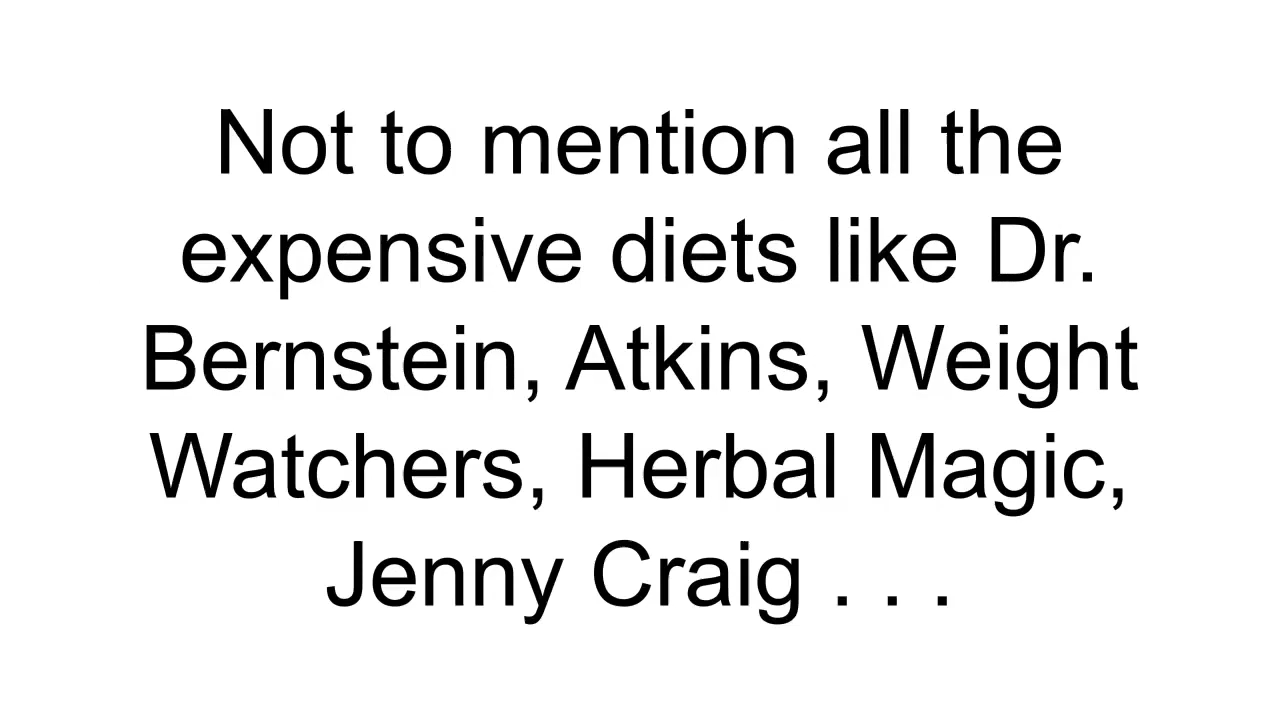 Not to mention all the
expensive diets like Dr.
Bernstein, Atkins, Weight
Watchers, Herbal Magic,
Jenny Craig . . .